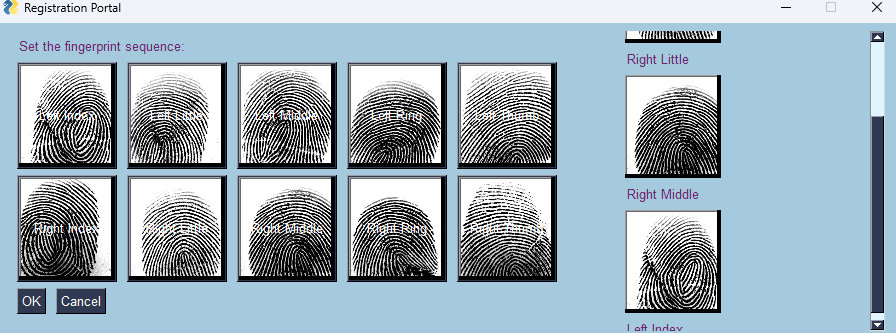 Registration Portal
Set the fingerprint sequence:
Left Index
Left Little
Left Middle
Left Ring
Left Thumb
Right Index
Right Little
Right Middle
Right Ring
Right Thumb
OK
Cancel
Right Little
Right Middle
Left Index